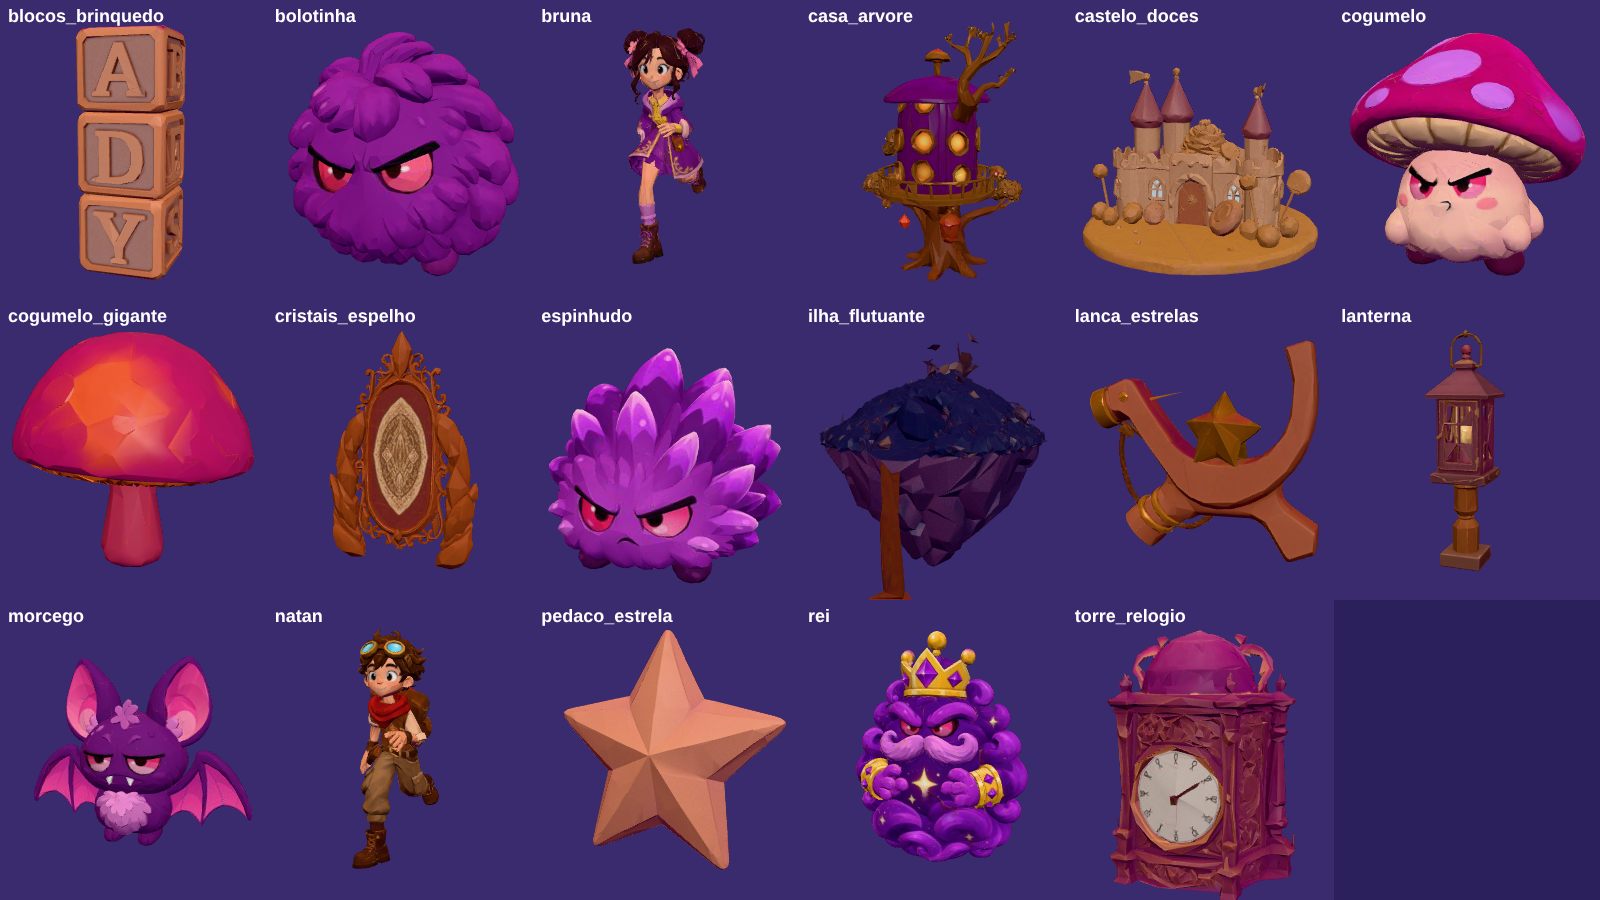 blocos_brinquedo
bolotinha
bruna
casa_arvore
castelo_doces
cogumelo
A
D
Y
cogumelo_gigante
cristais_espelho
espinhudo
ilha_flutuante
lanca_estrelas
lanterna
morcego
natan
pedaco_estrela
rei
torre_relogio